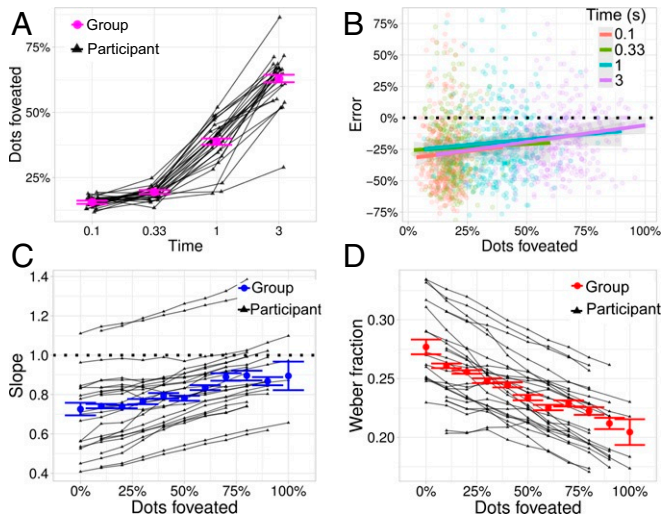 A
Group
Participant
75%
50%
25%
Dots foveated
0.1 0.33 1 3
Time
B
Time (s)
0.1
0.33
1
3
75%
50%
25%
0%
−25%
−50%
−75%
Error
0% 25% 50% 75% 100%
Dots foveated
C
Group
Participant
1.4
1.2
1.0
0.8
0.6
0.4
Slope
0% 25% 50% 75% 100%
Dots foveated
D
Group
Participant
0.30
0.25
0.20
Weber fraction
0% 25% 50% 75% 100%
Dots foveated